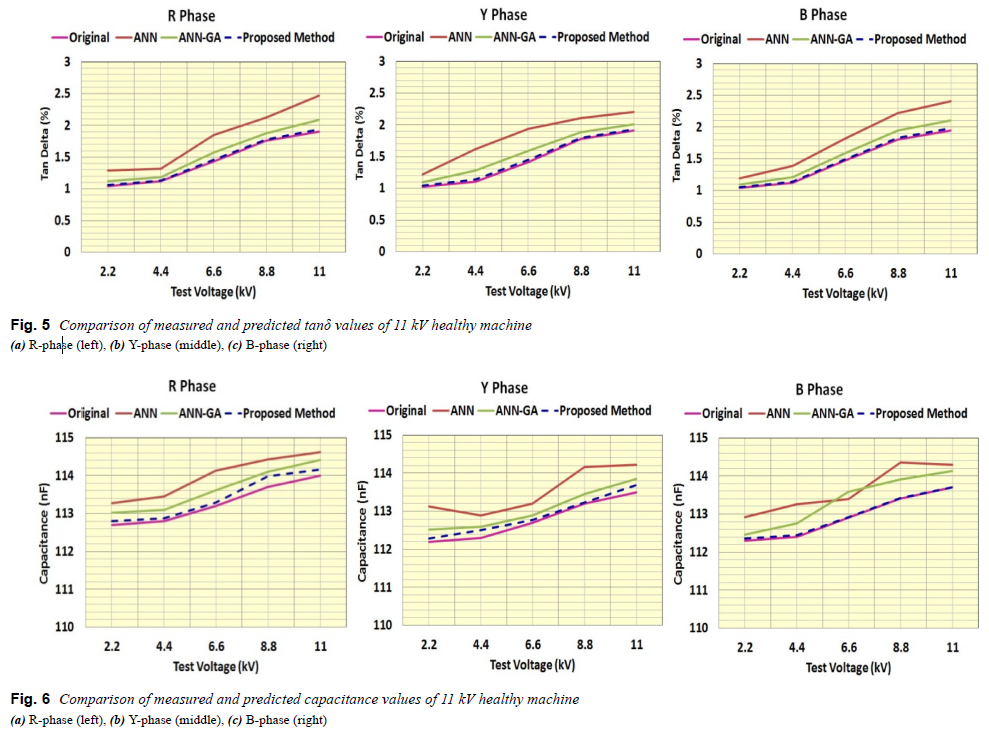 R Phase
Original ANN ANN-GA Proposed Method
3
2.5
2
1.5
1
0.5
0
Tan Delta (%)
2.2 4.4 6.6 8.8 11
Test Voltage (kV)
Y Phase
Original ANN ANN-GA Proposed Method
3
2.5
2
1.5
1
0.5
0
Tan Delta (%)
2.2 4.4 6.6 8.8 11
Test Voltage (kV)
B Phase
Original ANN ANN-GA Proposed Method
3
2.5
2
1.5
1
0.5
0
Tan Delta (%)
2.2 4.4 6.6 8.8 11
Test Voltage (kV)
Fig. 5 Comparison of measured and predicted tanδ values of 11 kV healthy machine
(a) R-phase (left), (b) Y-phase (middle), (c) B-phase (right)
R Phase
Original ANN ANN-GA Proposed Method
115
114
113
112
111
110
Capacitance (nF)
2.2 4.4 6.6 8.8 11
Test Voltage (kV)
Y Phase
Original ANN ANN-GA Proposed Method
115
114
113
112
111
110
Capacitance (nF)
2.2 4.4 6.6 8.8 11
Test Voltage (kV)
B Phase
Original ANN ANN-GA Proposed Method
115
114
113
112
111
110
Capacitance (nF)
2.2 4.4 6.6 8.8 11
Test Voltage (kV)
Fig. 6 Comparison of measured and predicted capacitance values of 11 kV healthy machine
(a) R-phase (left), (b) Y-phase (middle), (c) B-phase (right)